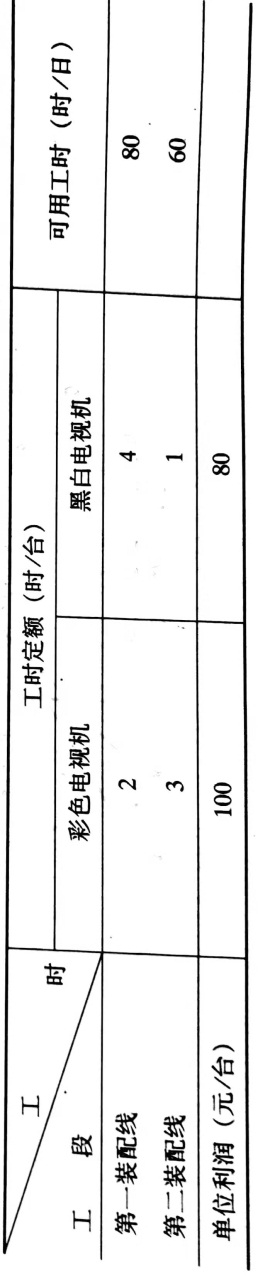 工 时
工 段
工时定额（时/台）
可用工时（时/日）
彩色电视机 黑白电视机
第一装配线 2 4 80
第二装配线 3 1 60
单位利润（元/台） 100 80